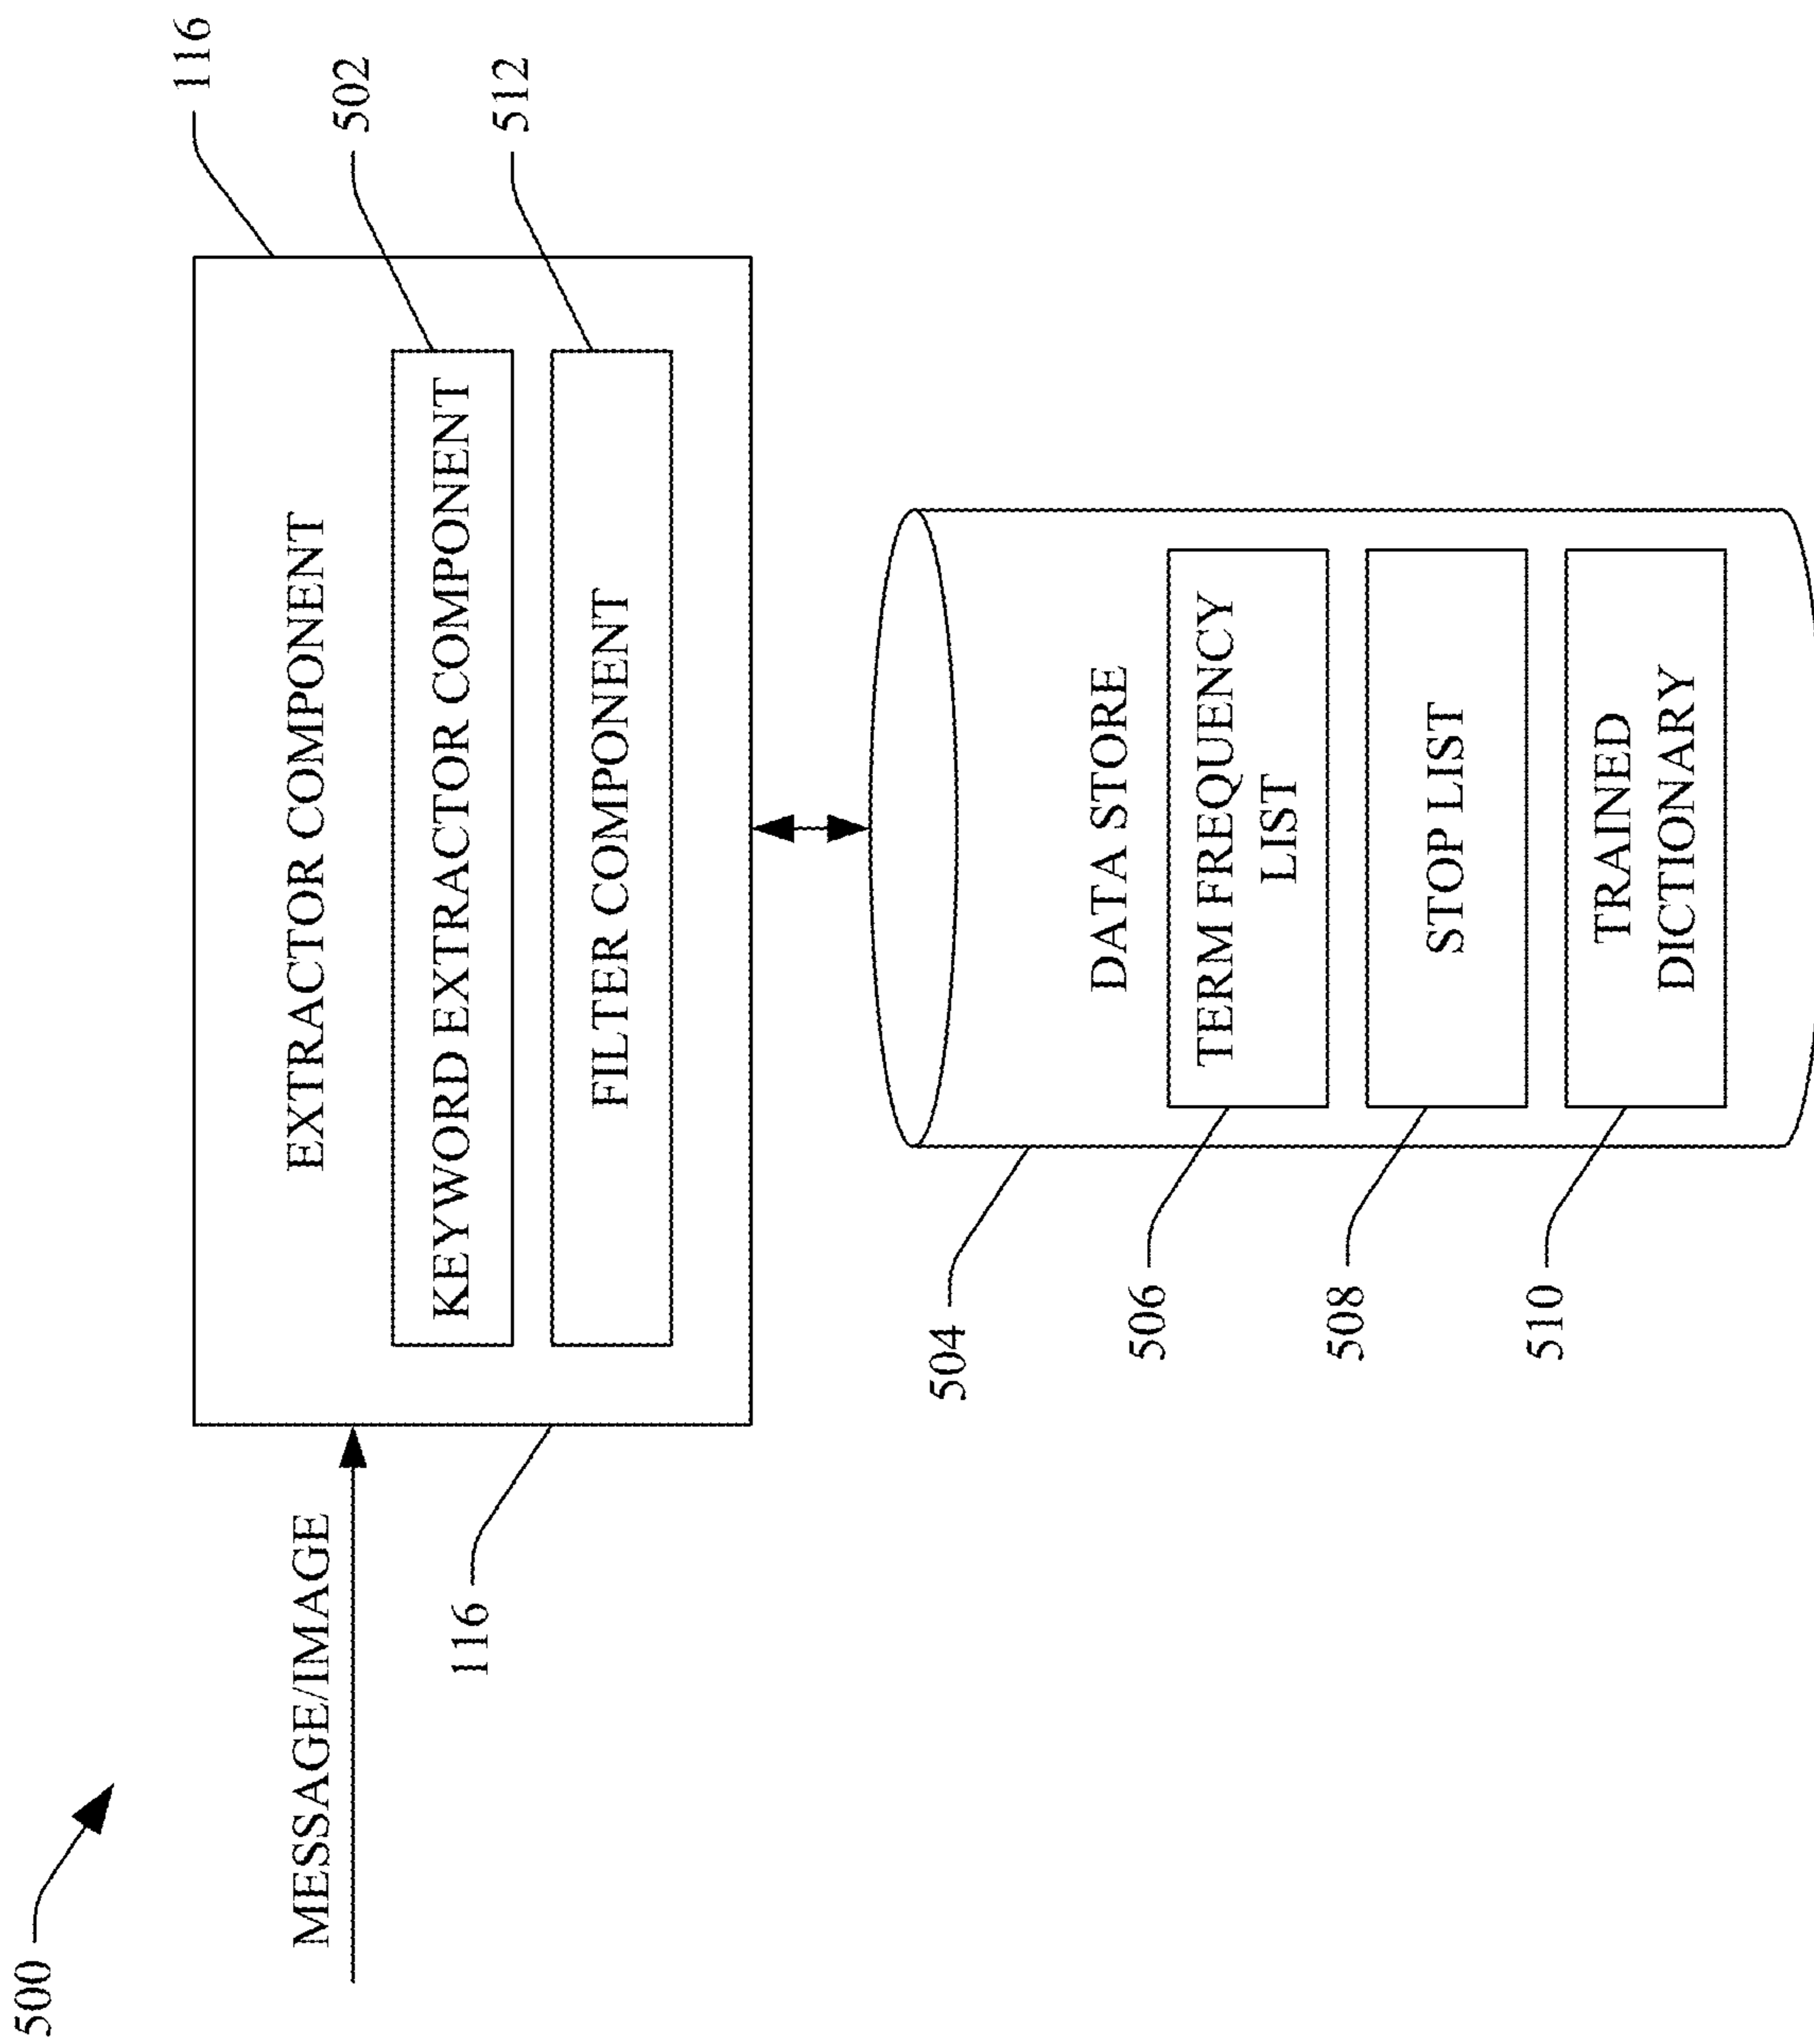 500
MESSAGE/IMAGE
116
116
EXTRACTOR COMPONENT
KEYWORD EXTRACTOR COMPONENT
502
FILTER COMPONENT
512
504
DATA STORE
506
TERM FREQUENCY
LIST
508
STOP LIST
510
TRAINED
DICTIONARY